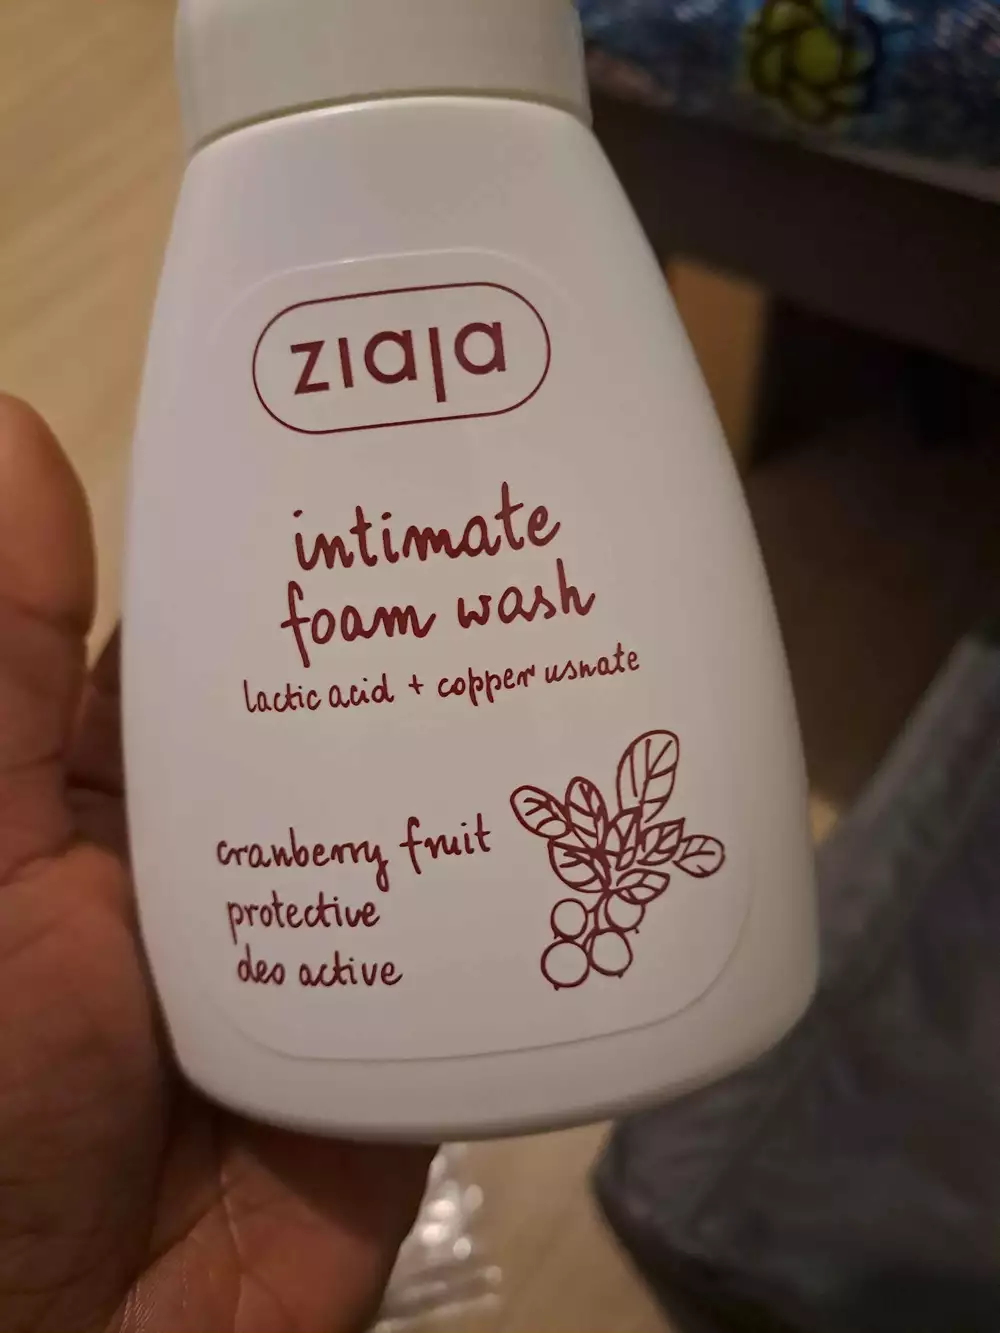 ziaja
intimate
foam wash
lactic acid + copper usnate
cranberry fruit
protective
deo active